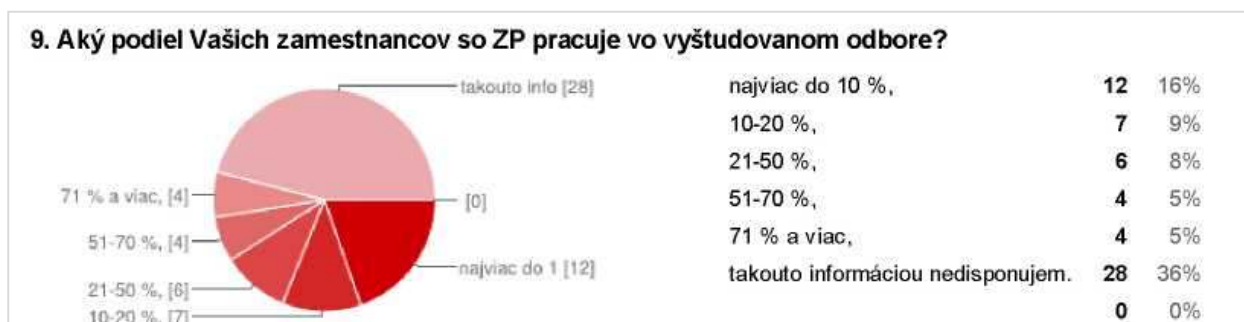 9. Aký podiel Vašich zamestnancov so ZP pracuje vo vyštudovanom odbore?
takouto info [28]
71 % a viac, [4]
[0]
51-70 %, [4]
najviac do 1 [12]
21-50 %, [6]
10-20 %, [7]
najviac do 10 %, 12 16%
10-20 %, 7 9%
21-50 %, 6 8%
51-70 %, 4 5%
71 % a viac, 4 5%
takouto informáciou nedisponujem. 28 36%
0 0%